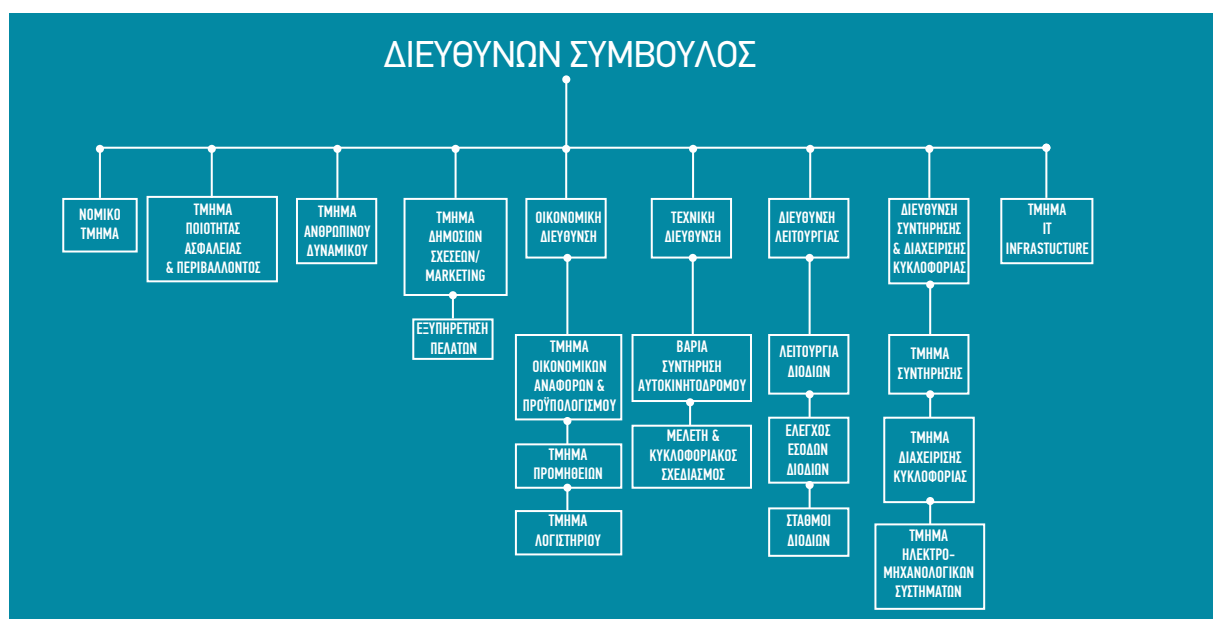 ΔΙΕΥΘΥΝΩΝ ΣΥΜΒΟΥΛΟΣ
ΝΟΜΙΚΟ
ΤΜΗΜΑ
ΤΜΗΜΑ
ΠΟΙΟΤΗΤΑΣ
ΑΣΦΑΛΕΙΑΣ
& ΠΕΡΙΒΑΛΛΟΝΤΟΣ
ΤΜΗΜΑ
ΑΝΘΡΩΠΙΝΟΥ
ΔΥΝΑΜΙΚΟΥ
ΤΜΗΜΑ
ΔΗΜΟΣΙΩΝ
ΣΧΕΣΕΩΝ/
MARKETING
ΕΞΥΠΗΡΕΤΗΣΗ
ΠΕΛΑΤΩΝ
ΟΙΚΟΝΟΜΙΚΗ
ΔΙΕΥΘΥΝΣΗ
ΤΜΗΜΑ
ΟΙΚΟΝΟΜΙΚΩΝ
ΑΝΑΦΟΡΩΝ &
ΠΡΟΫΠΟΛΟΓΙΣΜΟΥ
ΤΜΗΜΑ
ΠΡΟΜΗΘΕΙΩΝ
ΤΜΗΜΑ
ΛΟΓΙΣΤΗΡΙΟΥ
ΤΕΧΝΙΚΗ
ΔΙΕΥΘΥΝΣΗ
ΒΑΡΙΑ
ΣΥΝΤΗΡΗΣΗ
ΑΥΤΟΚΙΝΗΤΟΔΡΟΜΟΥ
ΜΕΛΕΤΗ &
ΚΥΚΛΟΦΟΡΙΑΚΟΣ
ΣΧΕΔΙΑΣΜΟΣ
ΔΙΕΥΘΥΝΣΗ
ΛΕΙΤΟΥΡΓΙΑΣ
ΛΕΙΤΟΥΡΓΙΑ
ΔΙΟΔΙΩΝ
ΕΛΕΓΧΟΣ
ΕΣΟΔΩΝ
ΔΙΟΔΙΩΝ
ΣΤΑΘΜΟΙ
ΔΙΟΔΙΩΝ
ΔΙΕΥΘΥΝΣΗ
ΣΥΝΤΗΡΗΣΗΣ
& ΔΙΑΧΕΙΡΙΣΗΣ
ΚΥΚΛΟΦΟΡΙΑΣ
ΤΜΗΜΑ
ΣΥΝΤΗΡΗΣΗΣ
ΤΜΗΜΑ
ΔΙΑΧΕΙΡΙΣΗΣ
ΚΥΚΛΟΦΟΡΙΑΣ
ΤΜΗΜΑ
ΗΛΕΚΤΡΟ-
ΜΗΧΑΝΟΛΟΓΙΚΩΝ
ΣΥΣΤΗΜΑΤΩΝ
ΤΜΗΜΑ
IT
INFRASTUCTURE